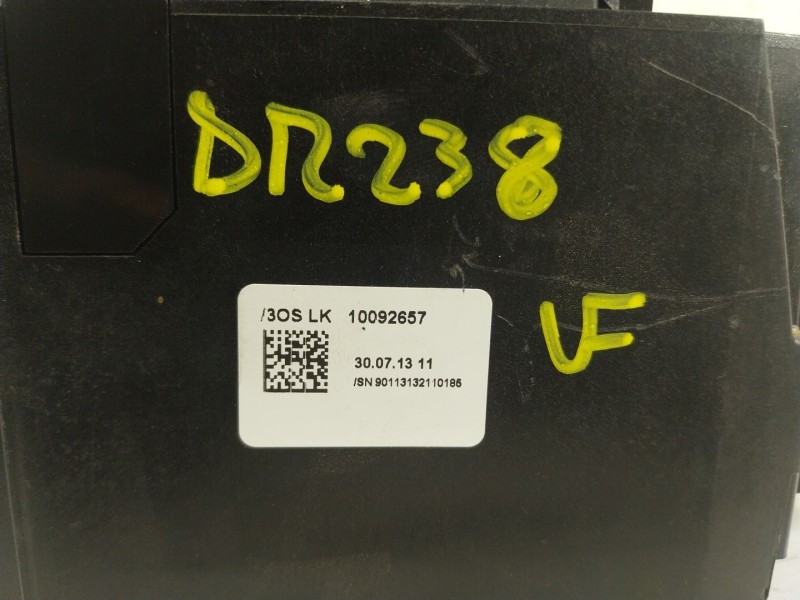 DR238
/3OS LK 10092657
30.07.13 11
/SN 90113132110186
VF